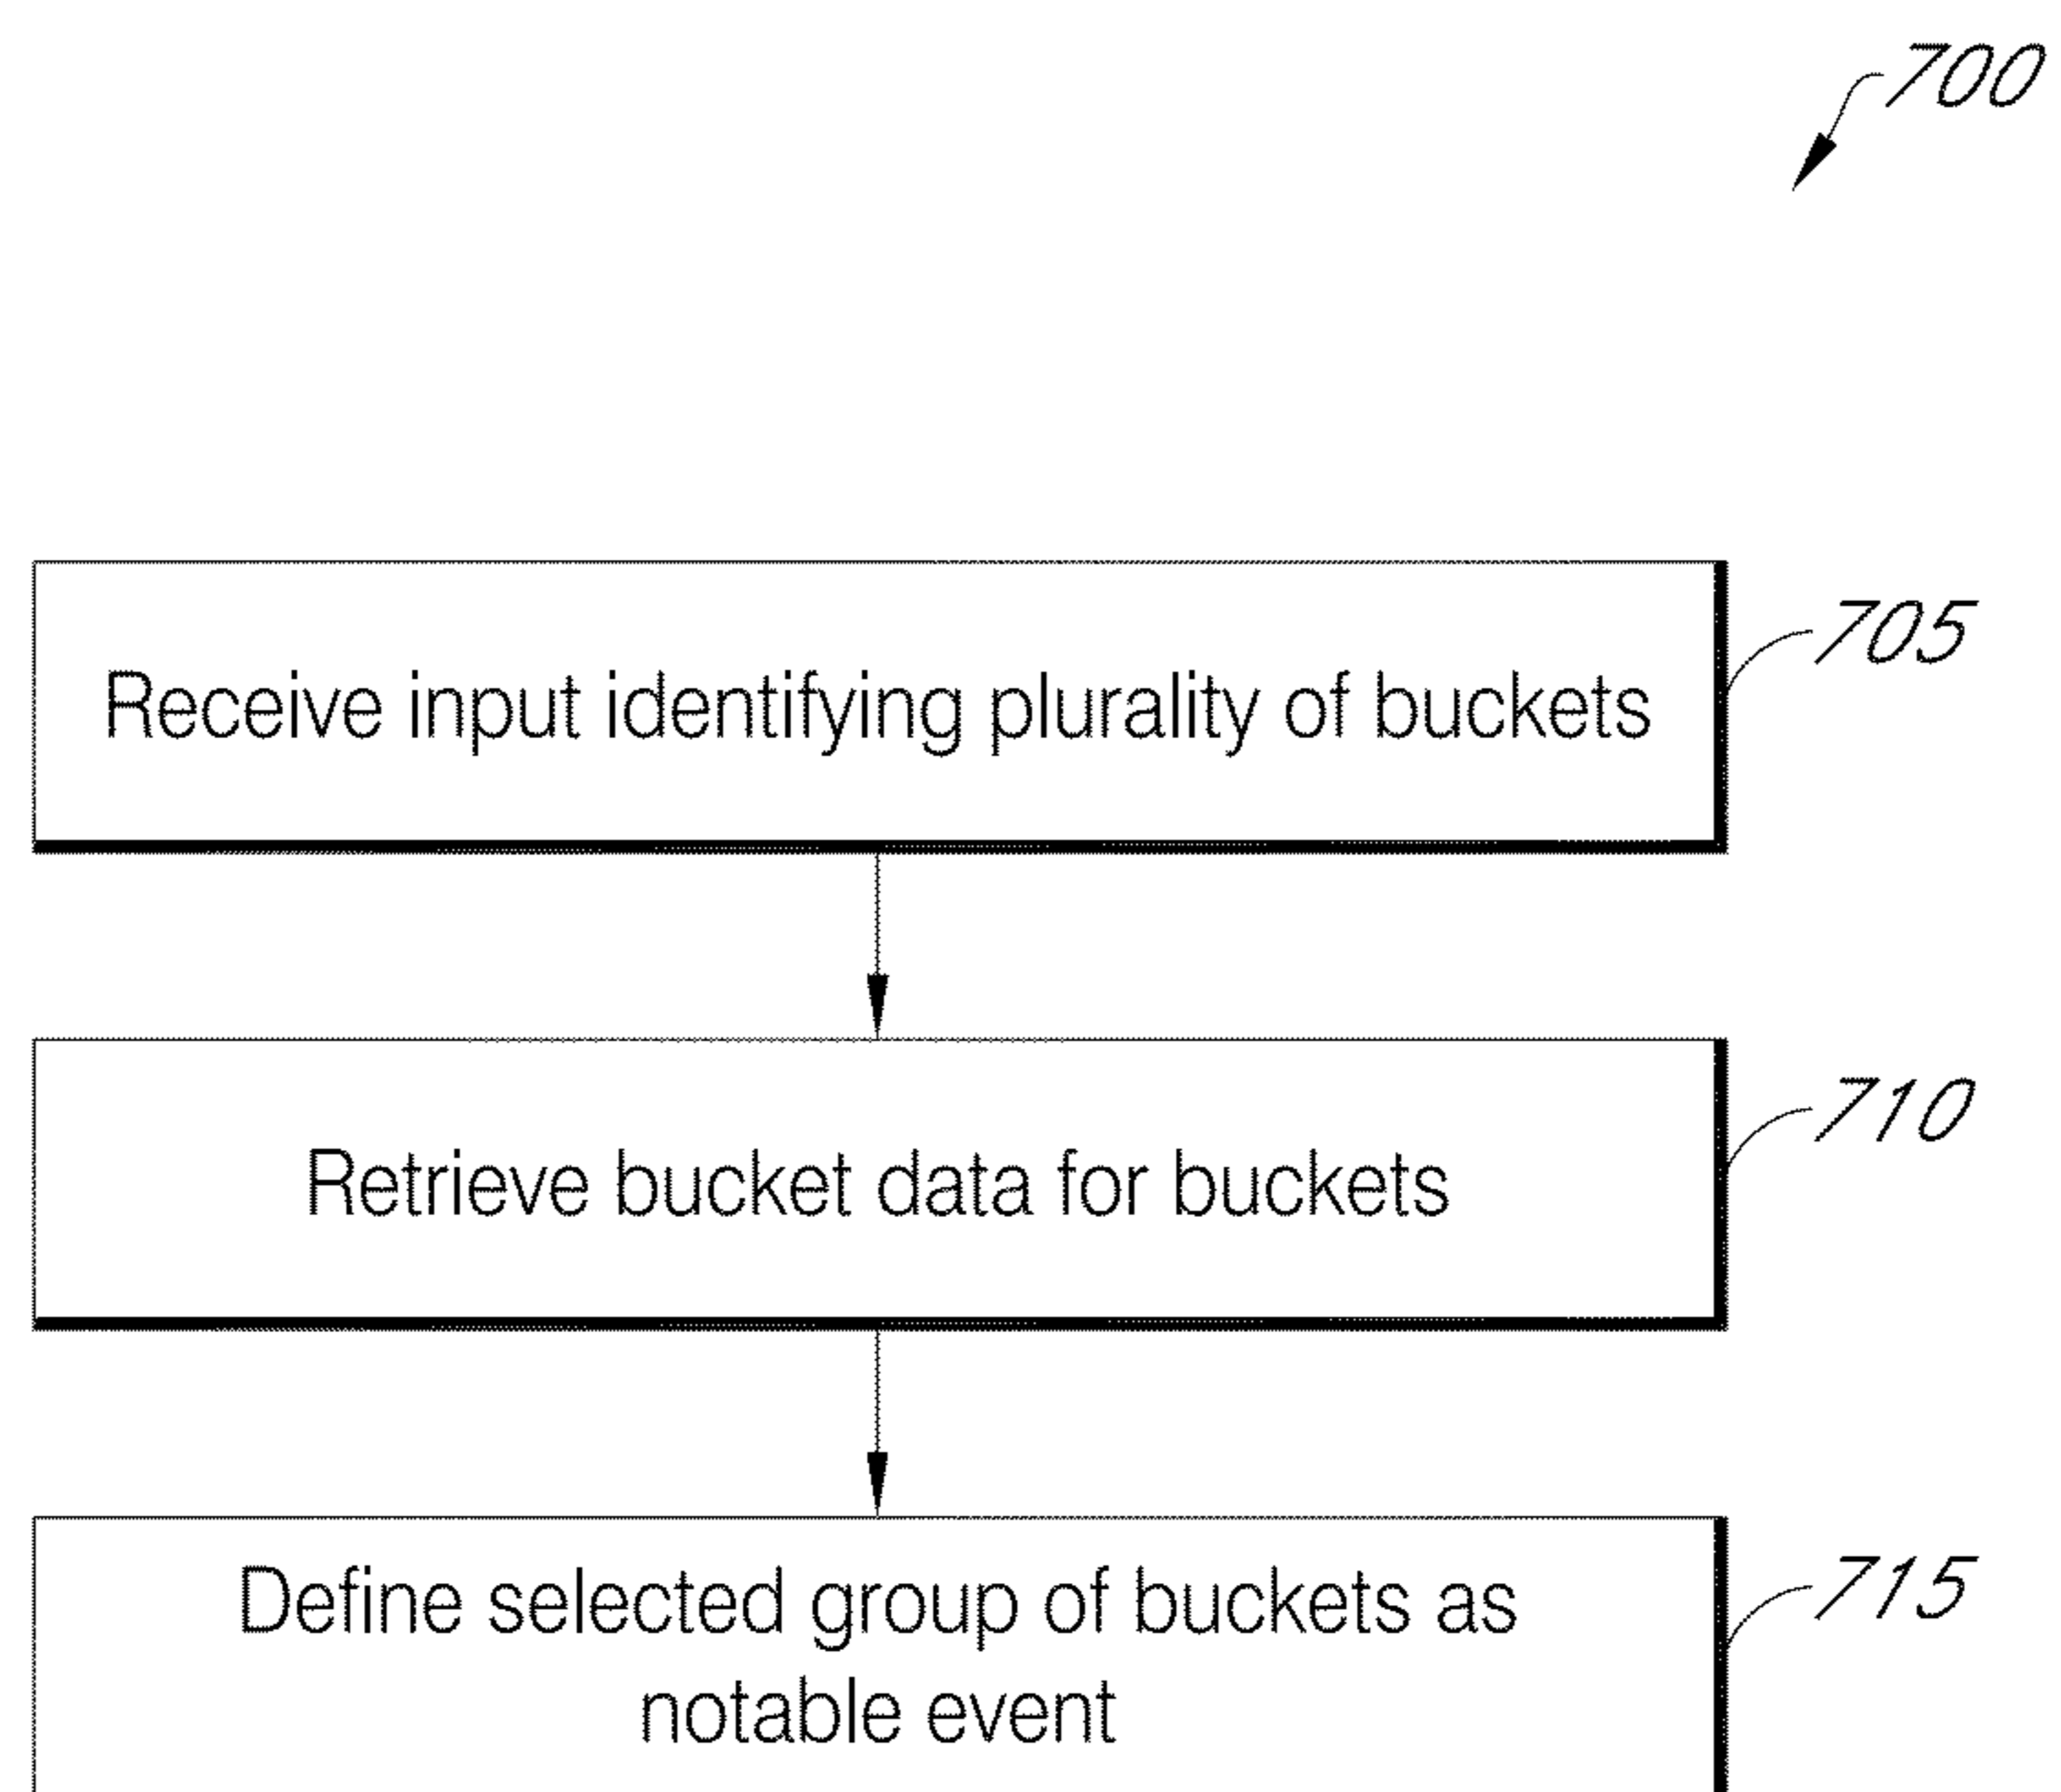 700
Receive input identifying plurality of buckets
705
Retrieve bucket data for buckets
710
Define selected group of buckets as
notable event
715